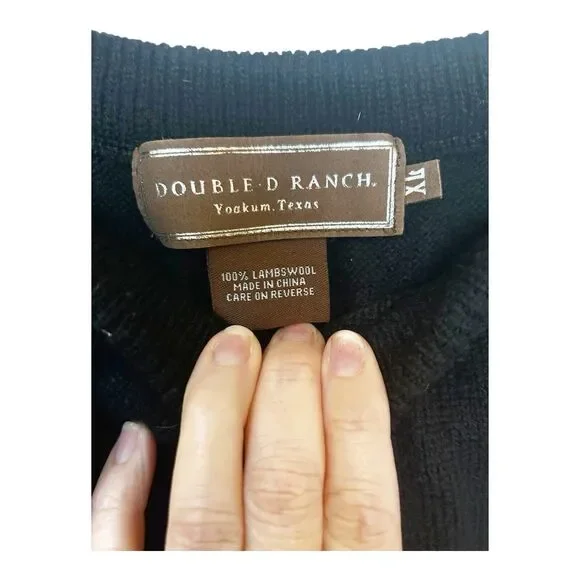 DOUBLE D RANCH.
Yoakum, Texas
XL
100% LAMBSWOOL
MADE IN CHINA
CARE ON REVERSE